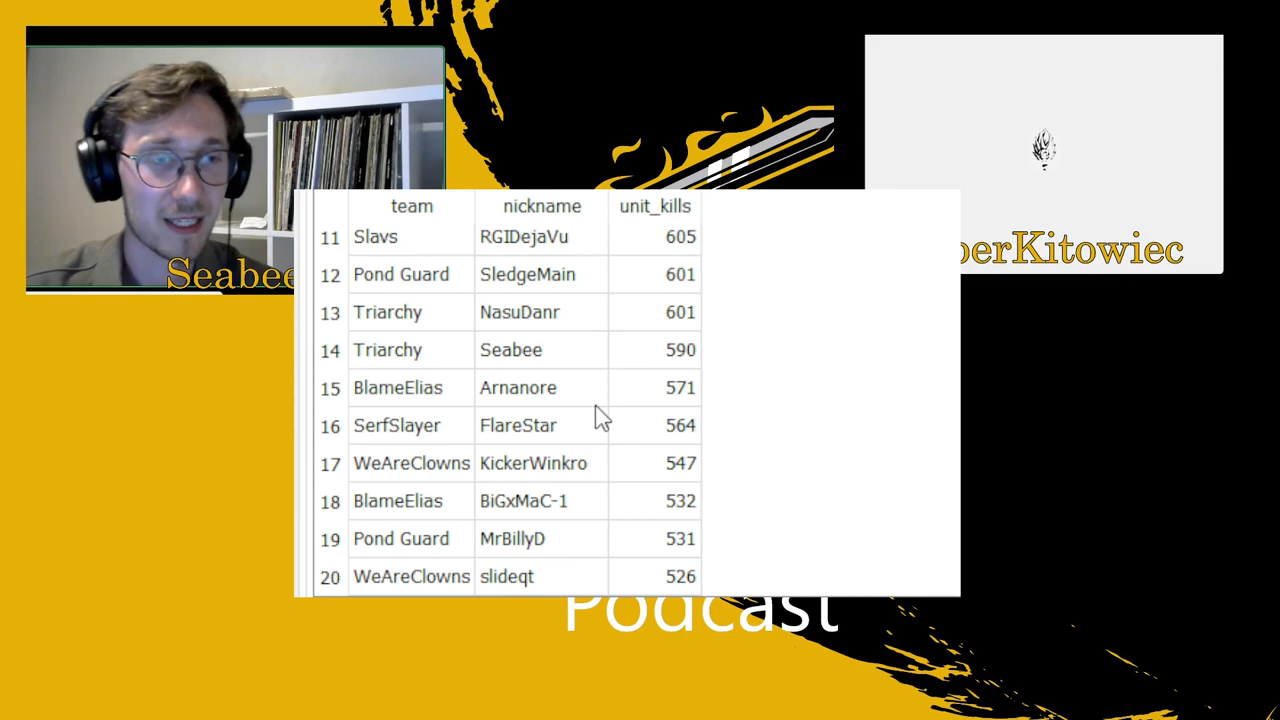 Seabee
perKitowiec
team nickname unit_kills
11 Slavs RGIDejaVu 605
12 Pond Guard SledgeMain 601
13 Triarchy NasuDanr 601
14 Triarchy Seabee 590
15 BlameElias Arnanore 571
16 SerfSlayer FlareStar 564
17 WeAreClowns KickerWinkro 547
18 BlameElias BiGxMaC-1 532
19 Pond Guard MrBillyD 531
20 WeAreClowns slideqt 526
Podcast